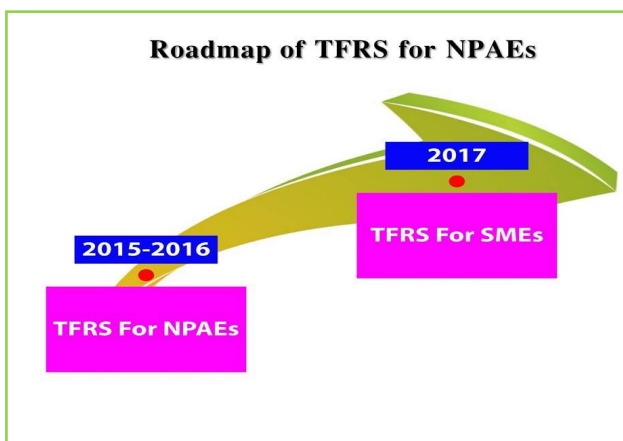 Roadmap of TFRS for NPAEs
2017
TFRS For SMEs
2015-2016
TFRS For NPAEs